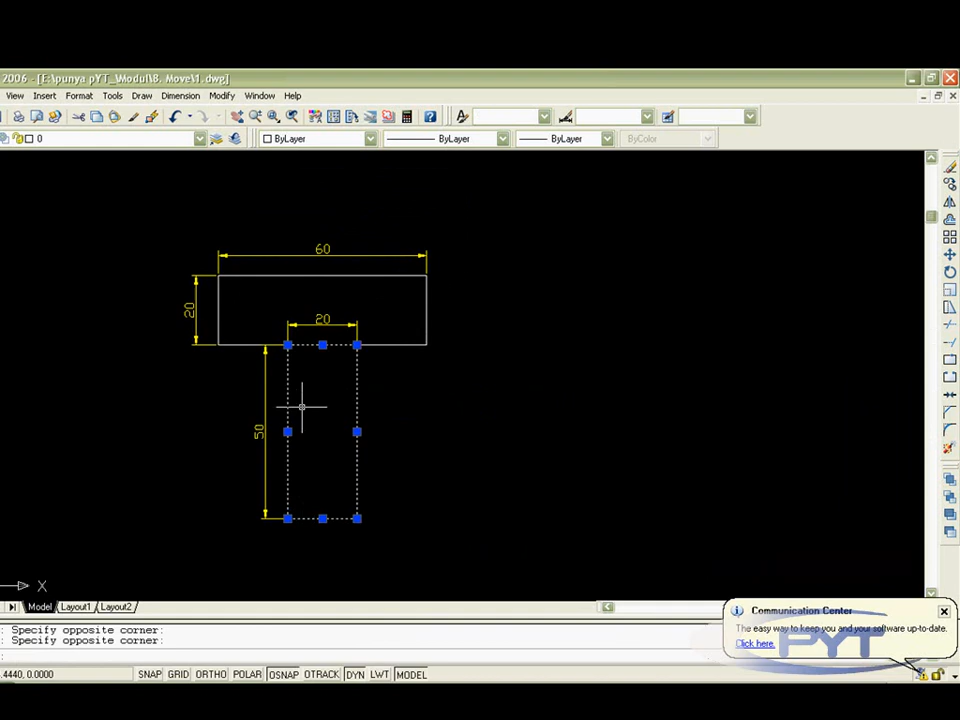 2006 - [E:\punya pYT_\Modul\8. Move\1.dwg]
View Insert Format Tools Draw Dimension Modify Window Help
0 ByLayer ByLayer ByLayer ByColor
60
20
20
50
X
Model Layout1 Layout2
: Specify opposite corner:
: Specify opposite corner:
:
Communication Center
The easy way to keep you and your software up-to-date.
Click here.
PYT
.4440, 0.0000 SNAP GRID ORTHO POLAR OSNAP OTRACK DYN LWT MODEL